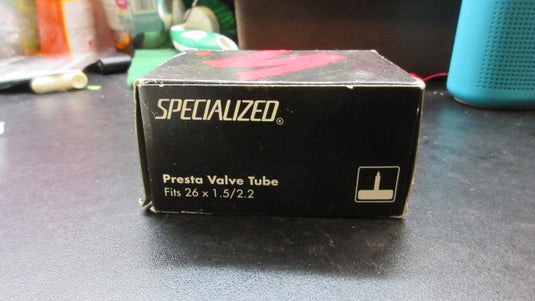 SPECIALIZED®
Presta Valve Tube
Fits 26 x 1.5/2.2